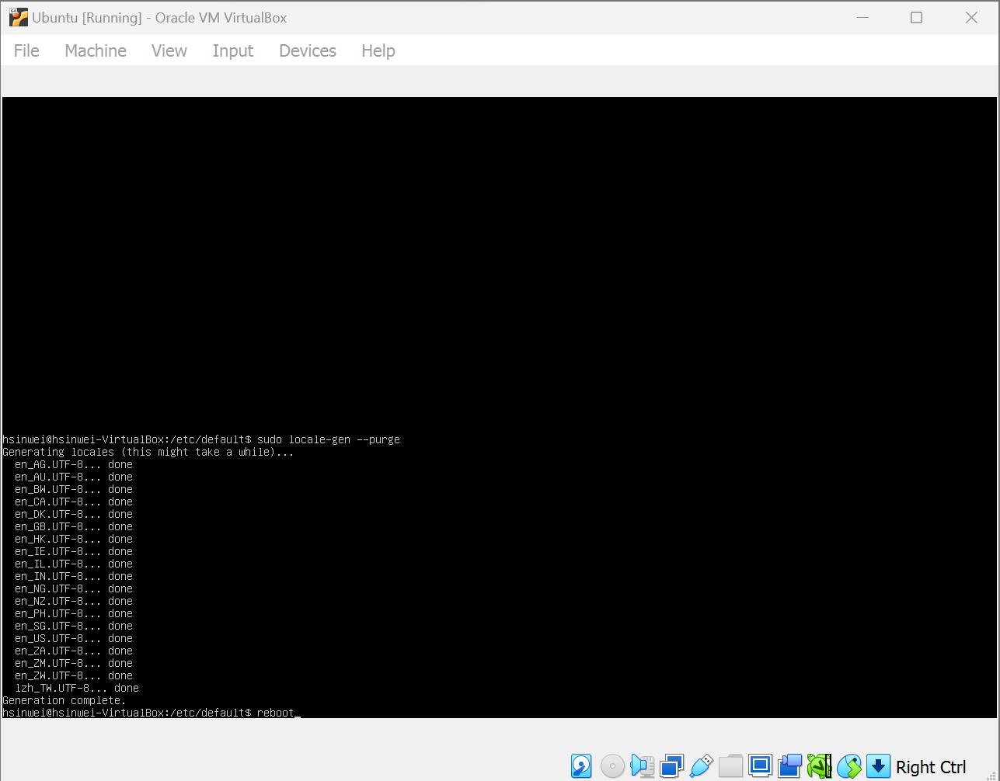 Ubuntu [Running] - Oracle VM VirtualBox
File Machine View Input Devices Help
hsinwei@hsinwei-VirtualBox:/etc/default$ sudo locale-gen --purge
Generating locales (this might take a while)...
en_AG.UTF-8... done
en_AU.UTF-8... done
en_BW.UTF-8... done
en_CA.UTF-8... done
en_DK.UTF-8... done
en_GB.UTF-8... done
en_HK.UTF-8... done
en_IE.UTF-8... done
en_IL.UTF-8... done
en_IN.UTF-8... done
en_NG.UTF-8... done
en_NZ.UTF-8... done
en_PH.UTF-8... done
en_SG.UTF-8... done
en_US.UTF-8... done
en_ZA.UTF-8... done
en_ZM.UTF-8... done
en_ZW.UTF-8... done
lzh_TW.UTF-8... done
Generation complete.
hsinwei@hsinwei-VirtualBox:/etc/default$ reboot_
Right Ctrl